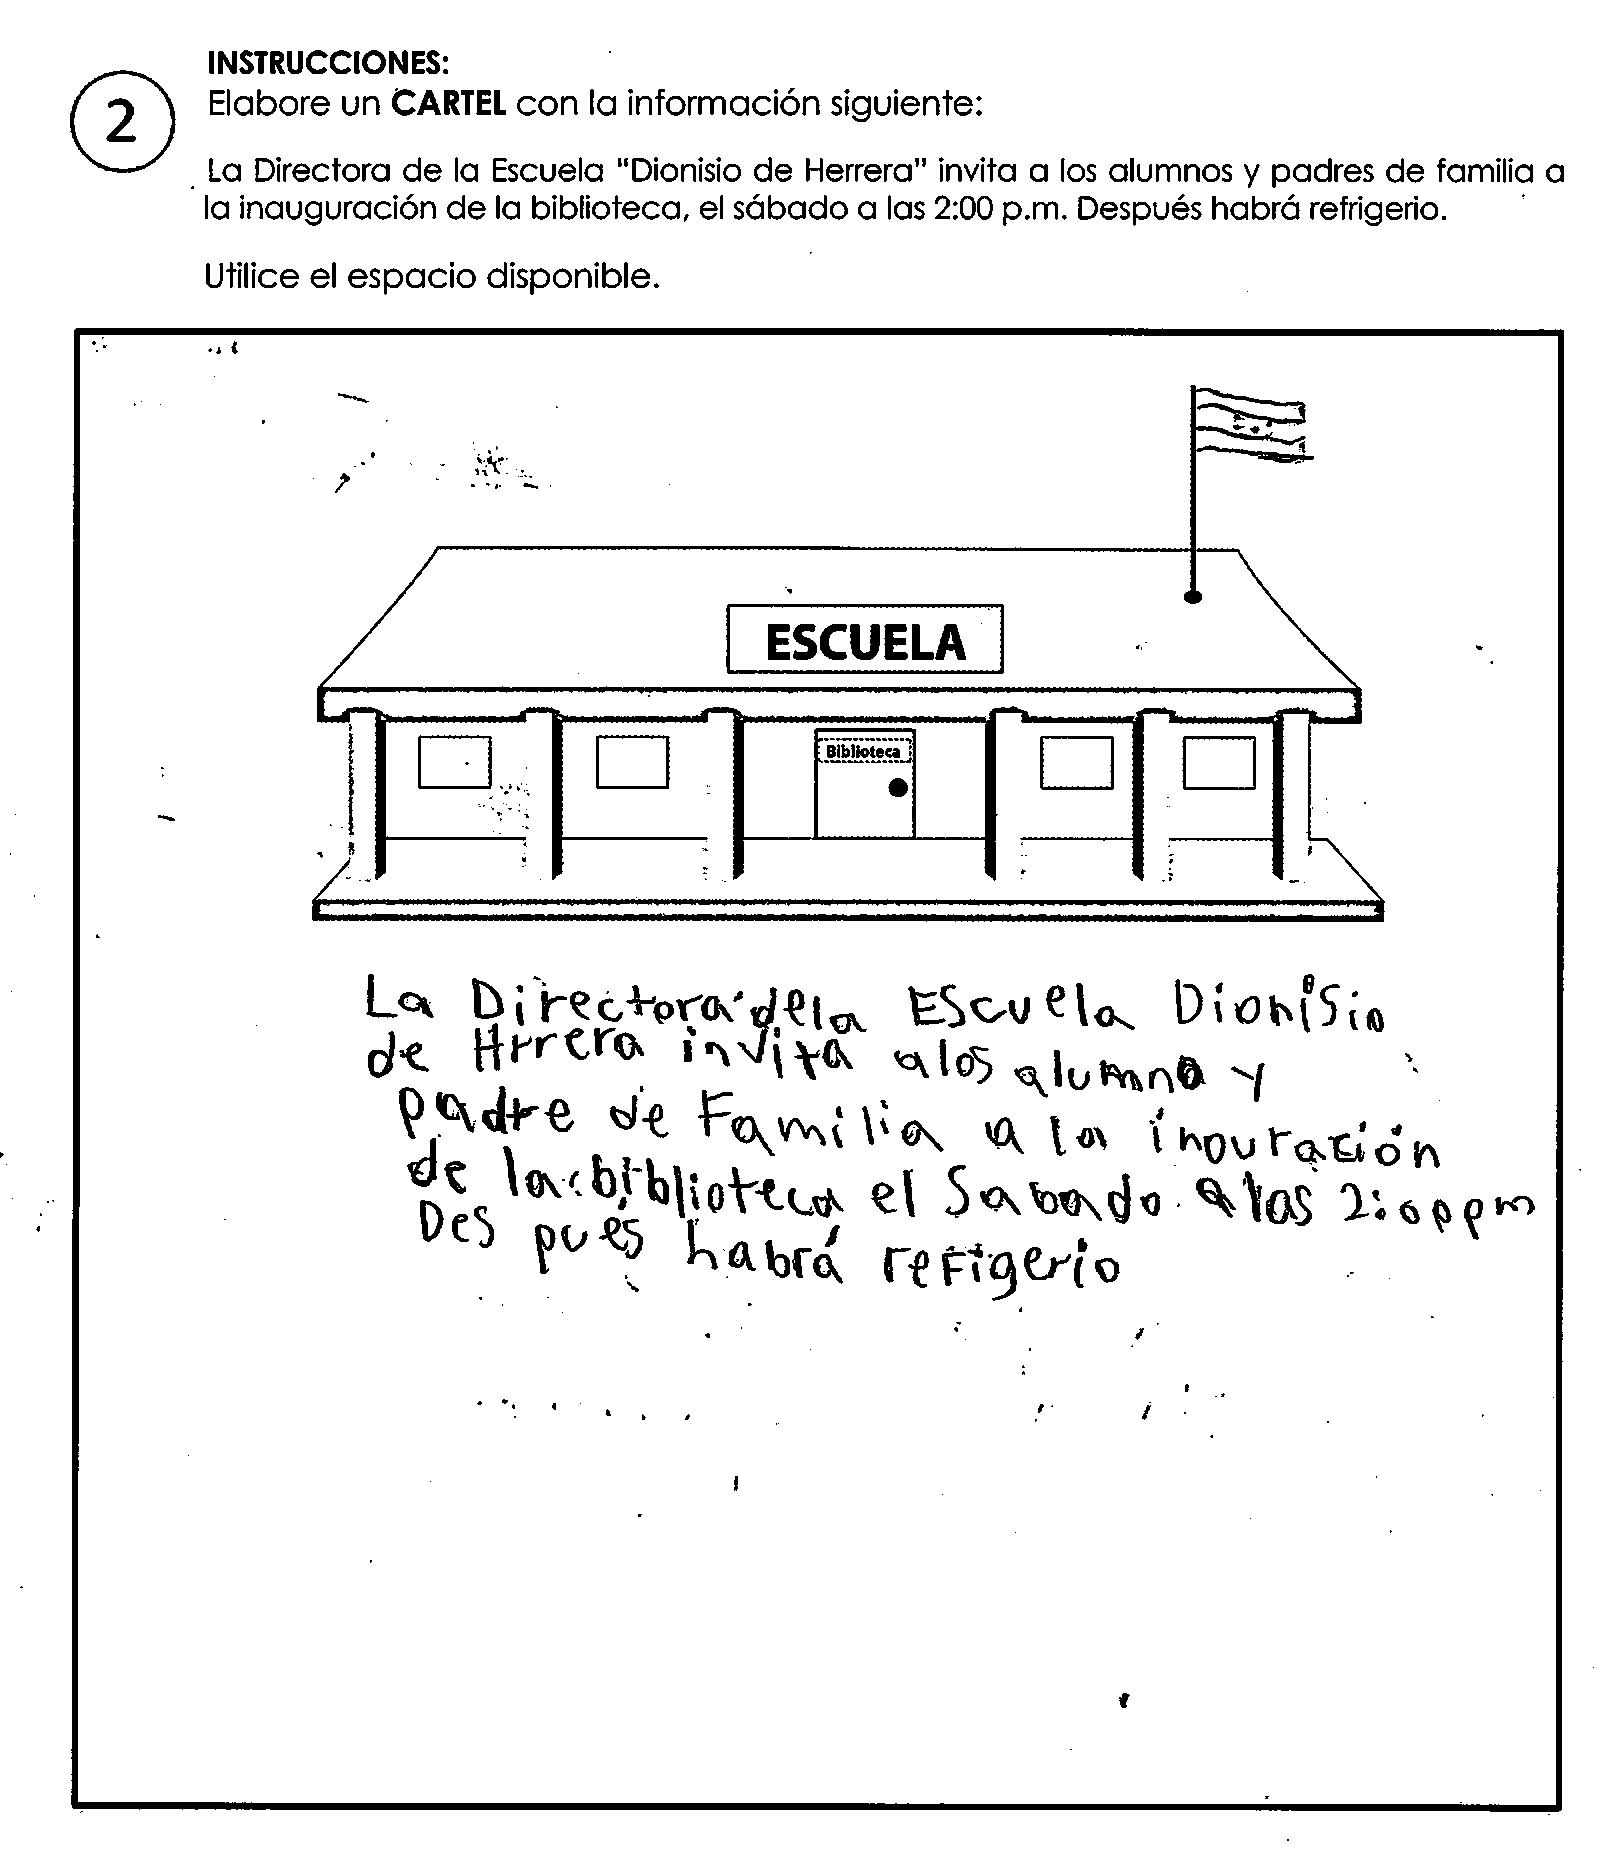 INSTRUCCIONES:
2
Elabore un CARTEL con la información siguiente:
La Directora de la Escuela "Dionisio de Herrera" invita a los alumnos y padres de familia a
la inauguración de la biblioteca, el sábado a las 2:00 p.m. Después habrá refrigerio.
Utilice el espacio disponible.
ESCUELA
Biblioteca
La Directora dela Escuela Dionisio
de Hrrera invita alos alumno y
padre de Familia a la inouración
de la biblioteca el Sabado a las 2:oppm
Des pués habrá refigerio